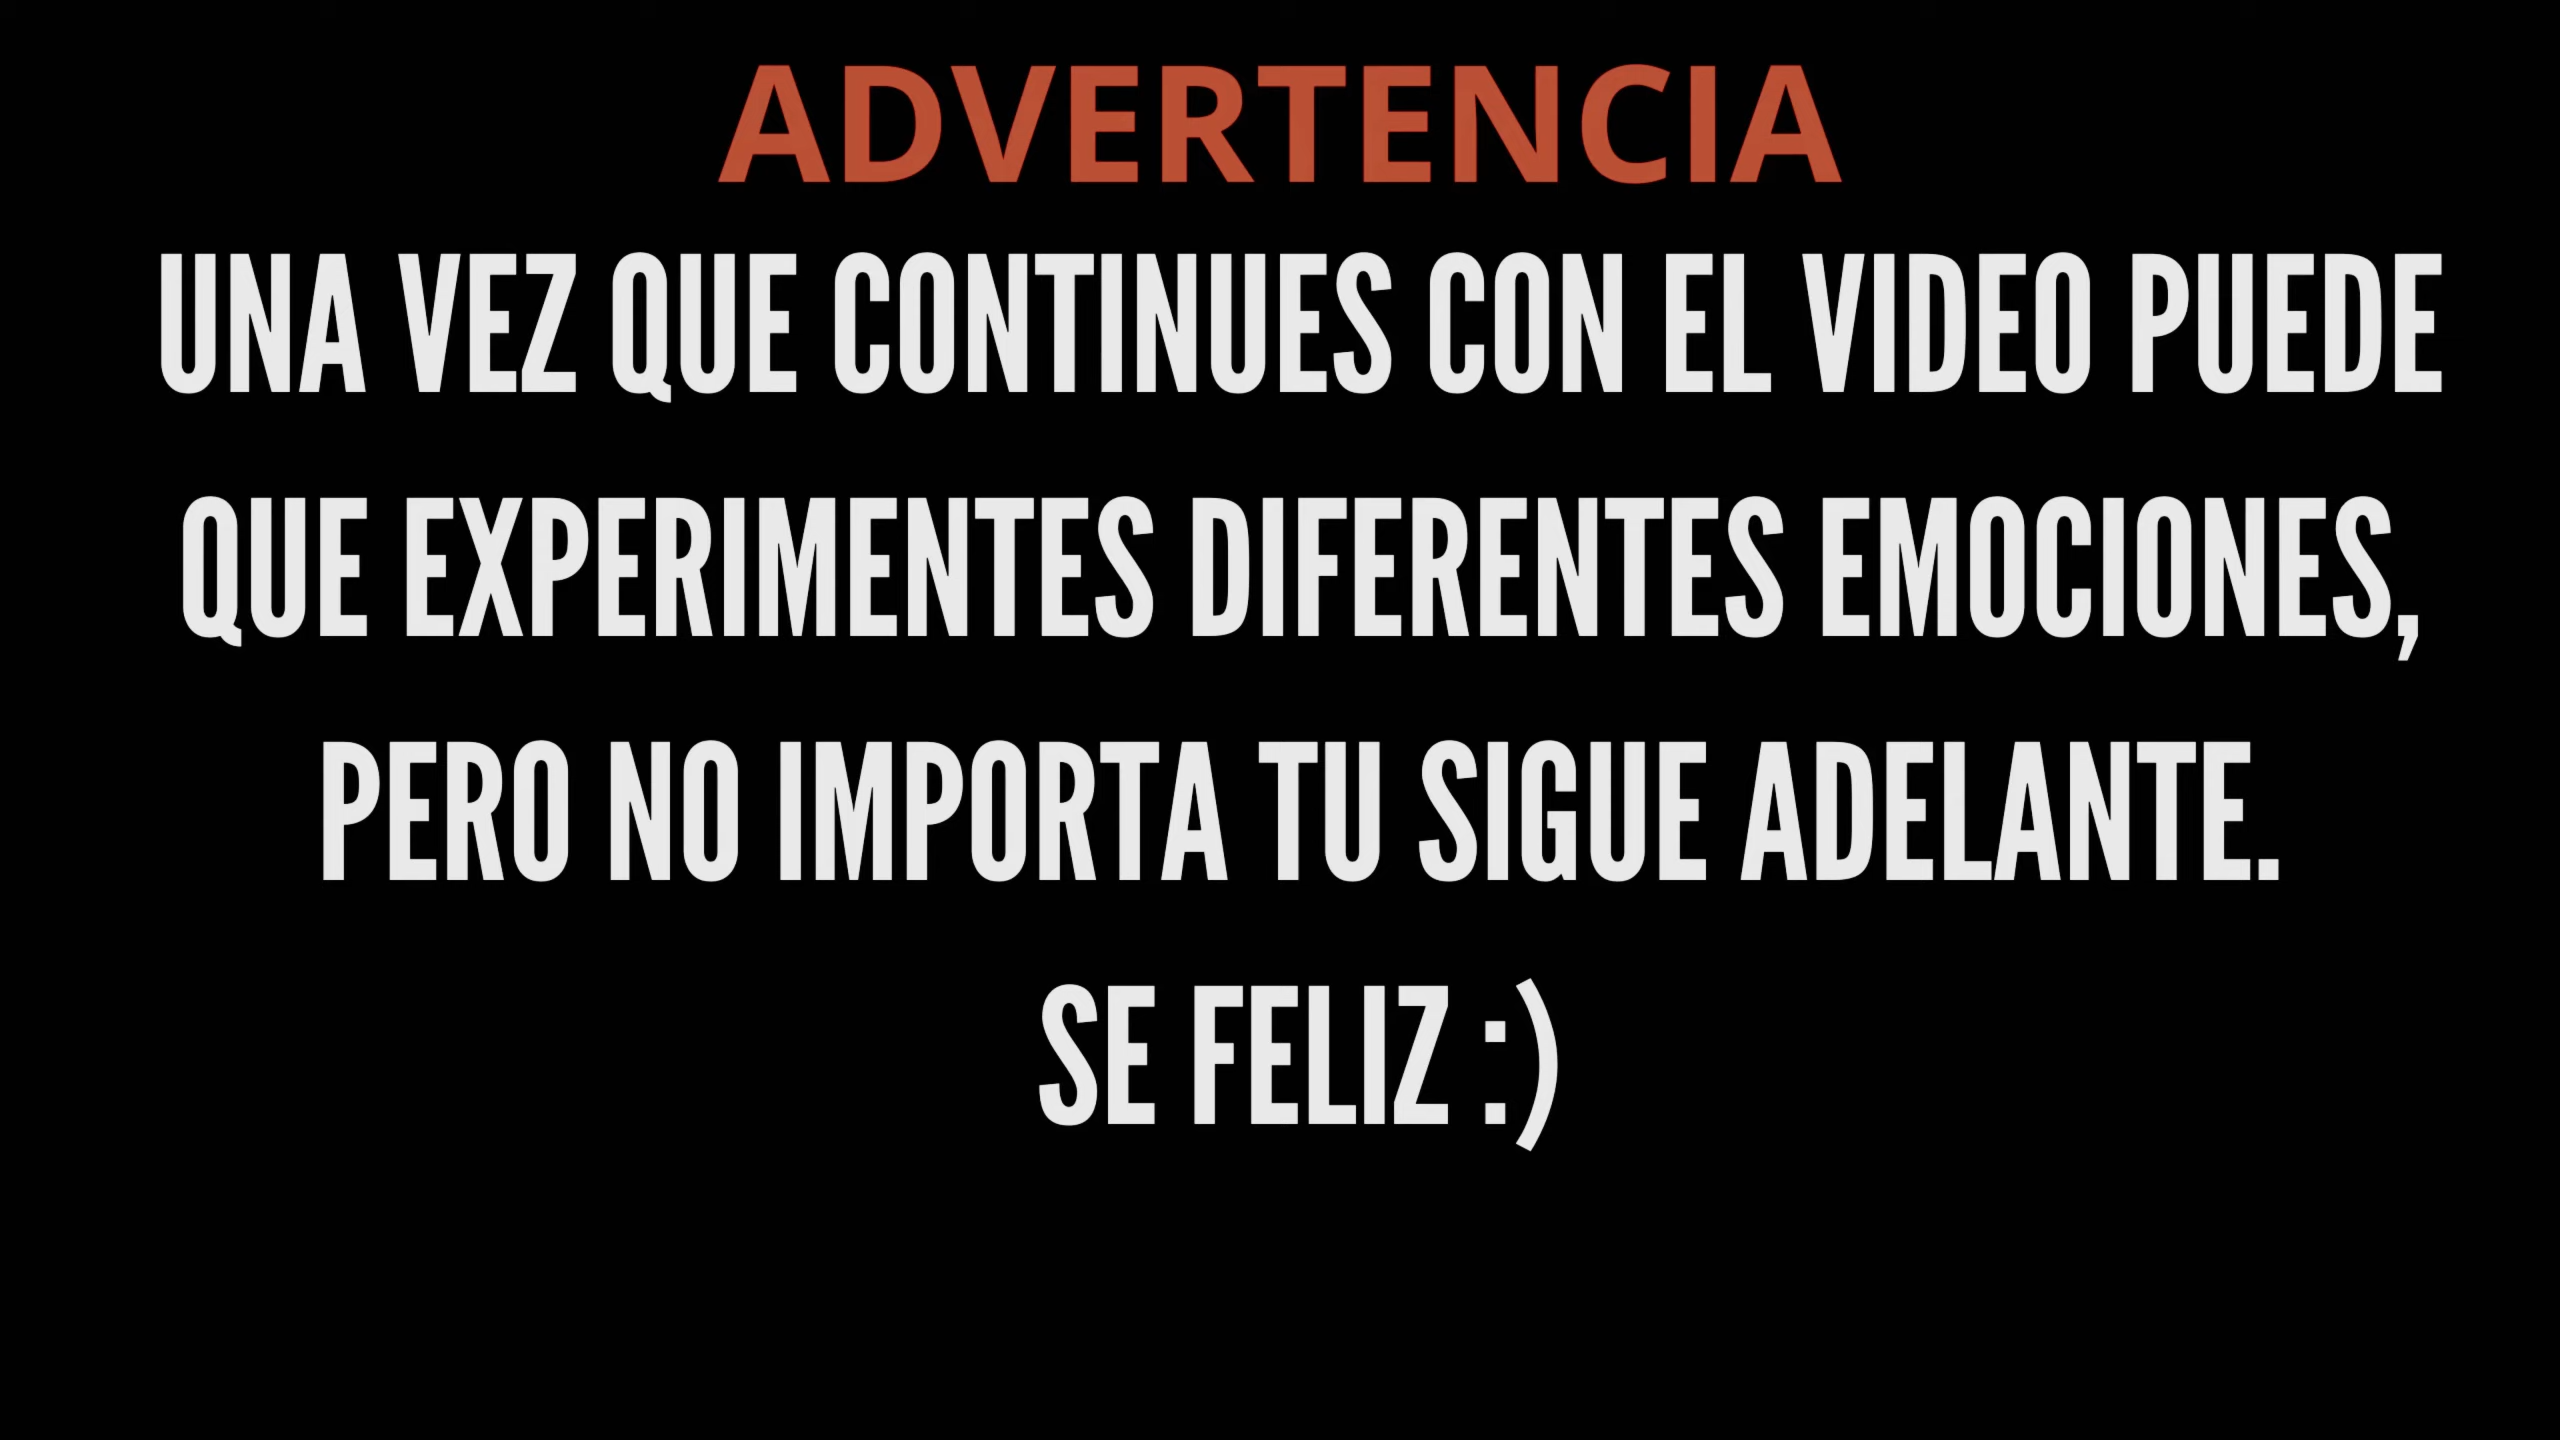 ADVERTENCIA
UNA VEZ QUE CONTINUES CON EL VIDEO PUEDE
QUE EXPERIMENTES DIFERENTES EMOCIONES,
PERO NO IMPORTA TU SIGUE ADELANTE.
SE FELIZ :)